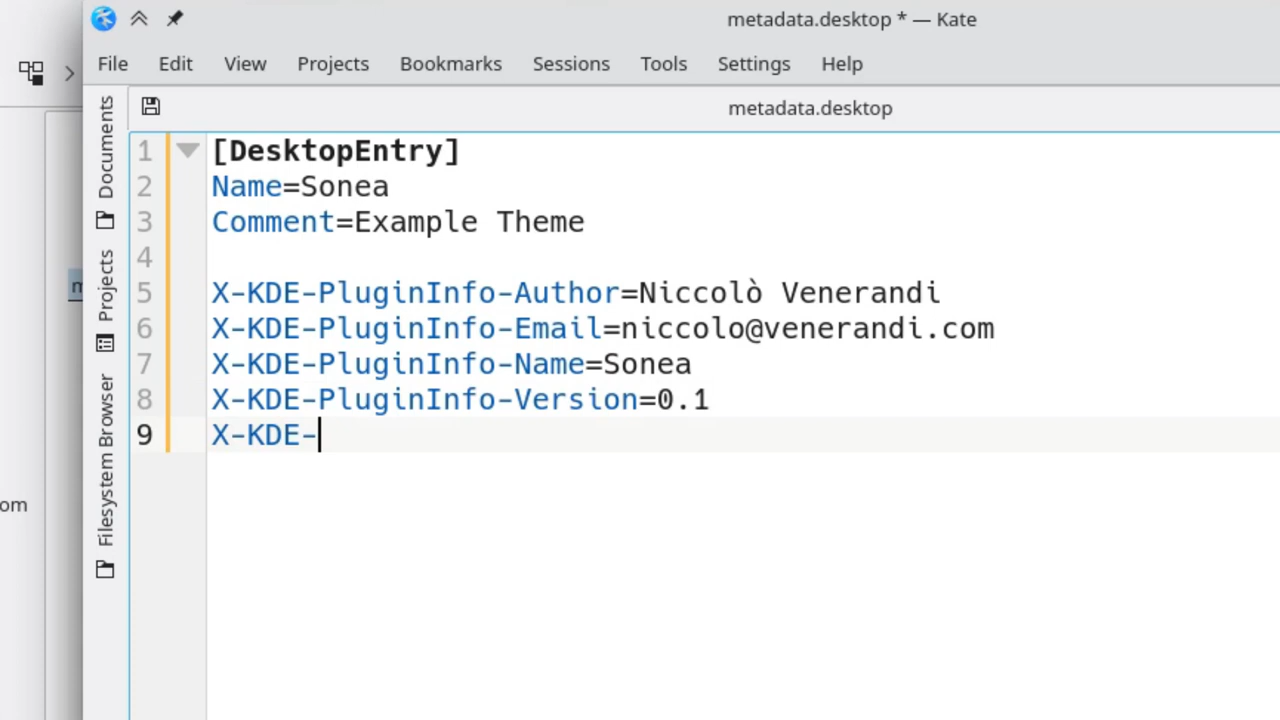 metadata.desktop * — Kate
File Edit View Projects Bookmarks Sessions Tools Settings Help
metadata.desktop
Documents
Projects
Filesystem Browser
om
1 [DesktopEntry]
2 Name=Sonea
3 Comment=Example Theme
4
5 X-KDE-PluginInfo-Author=Niccolò Venerandi
6 X-KDE-PluginInfo-Email=niccolo@venerandi.com
7 X-KDE-PluginInfo-Name=Sonea
8 X-KDE-PluginInfo-Version=0.1
9 X-KDE-